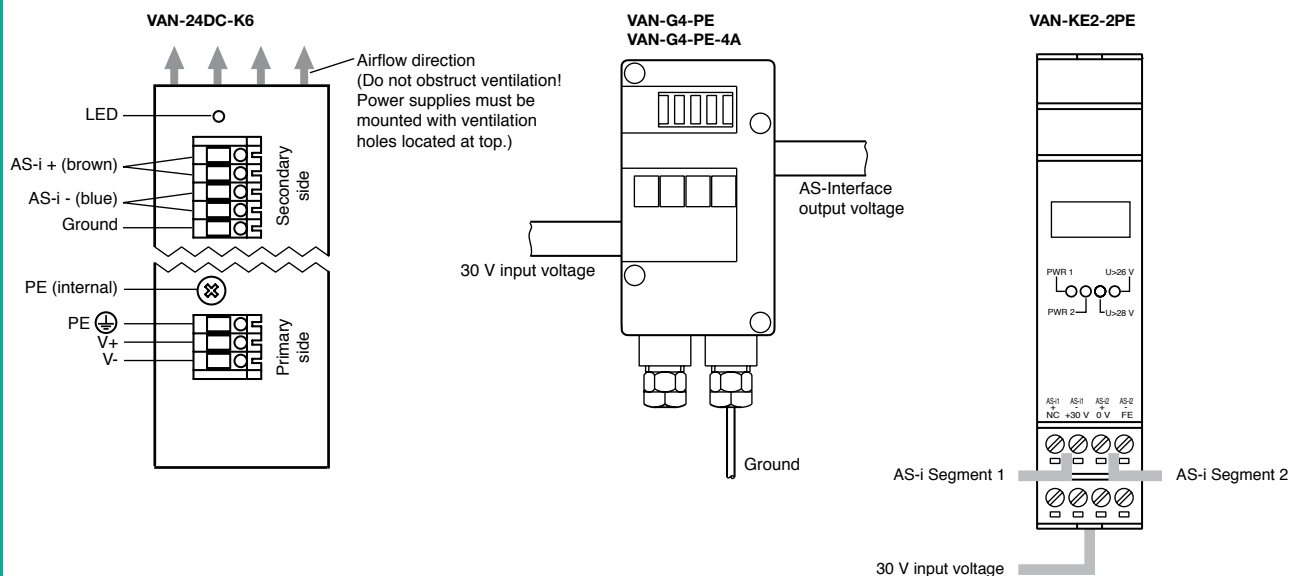 VAN-24DC-K6
Airflow direction
(Do not obstruct ventilation!
Power supplies must be
mounted with ventilation
holes located at top.)
LED
AS-i + (brown)
AS-i - (blue)
Ground
Secondary
side
PE (internal)
PE
V+
V-
Primary
side
VAN-G4-PE
VAN-G4-PE-4A
AS-Interface
output voltage
30 V input voltage
Ground
VAN-KE2-2PE
PWR 1 U>26 V
PWR 2 U>28 V
AS-i1 AS-i1 AS-i2 AS-i2
+ - + -
NC +30 V 0 V FE
AS-i Segment 1
AS-i Segment 2
30 V input voltage